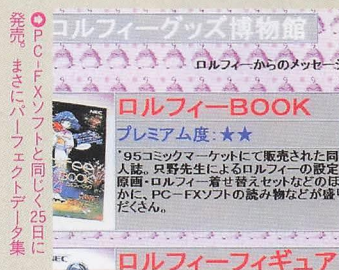 ➲PC-FXソフトと同じく25日に
発売。まさにパーフェクトデータ集
ロルフィーグッズ博物館
ロルフィーからのメッセージ
ロルフィーBOOK
プレミアム度:★★
'95コミックマーケットにて販売された同
人誌。只野先生によるロルフィーの設定
原画・ロルフィー着せ替えセットなどのほ
かに、PC-FXソフトの読み物などが盛り
だくさん。
NEC
BOOK
NEC
ロルフィーフィギュア